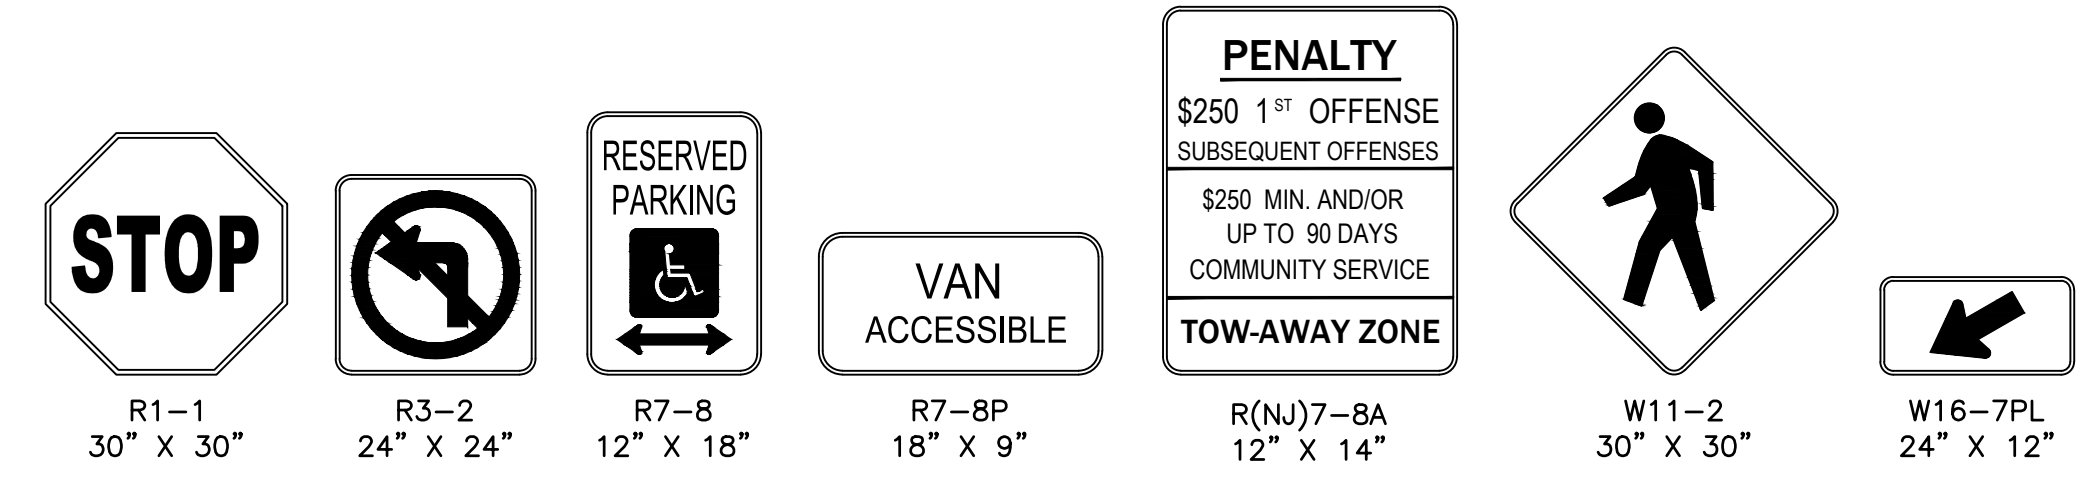 STOP
R1-1
30” X 30”
R3-2
24” X 24”
RESERVED
PARKING
R7-8
12” X 18”
VAN
ACCESSIBLE
R7-8P
18” X 9”
PENALTY
$250 1ST OFFENSE
SUBSEQUENT OFFENSES
$250 MIN. AND/OR
UP TO 90 DAYS
COMMUNITY SERVICE
TOW-AWAY ZONE
R(NJ)7-8A
12” X 14”
W11-2
30” X 30”
W16-7PL
24” X 12”